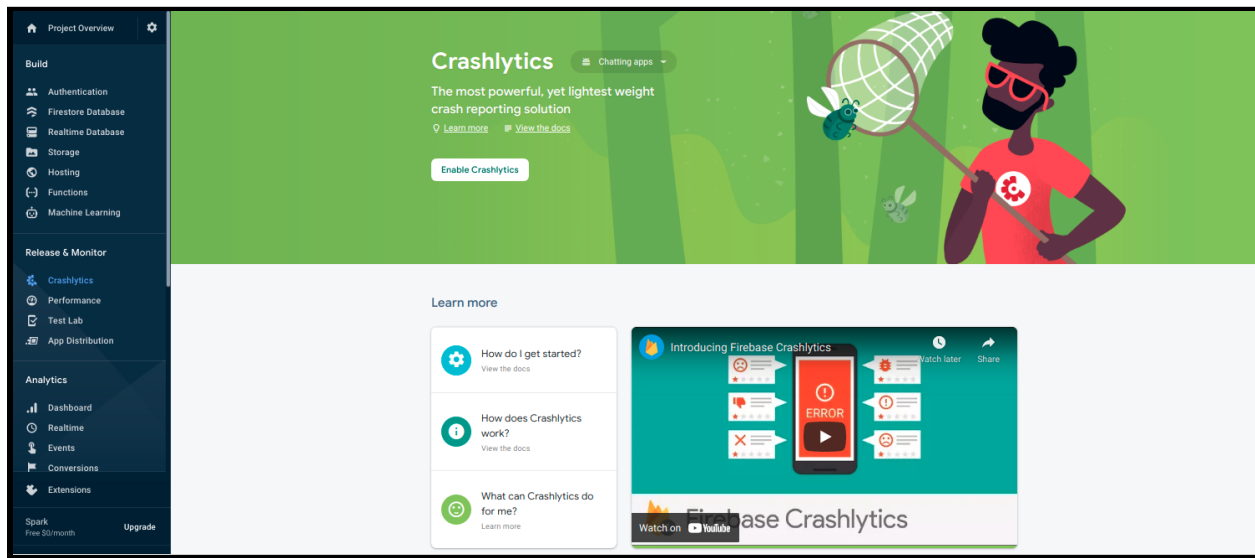 Project Overview
Build
Authentication
Firestore Database
Realtime Database
Storage
Hosting
Functions
Machine Learning
Release & Monitor
Crashlytics
Performance
Test Lab
App Distribution
Analytics
Dashboard
Realtime
Events
Conversions
Extensions
Spark
Free $0/month
Upgrade
Crashlytics
Chatting apps
The most powerful, yet lightest weight
crash reporting solution
Learn more
View the docs
Enable Crashlytics
Learn more
How do I get started?
View the docs
How does Crashlytics
work?
View the docs
What can Crashlytics do
for me?
Learn more
Introducing Firebase Crashlytics
Watch later
Share
ERROR
Watch on YouTube
Firebase Crashlytics